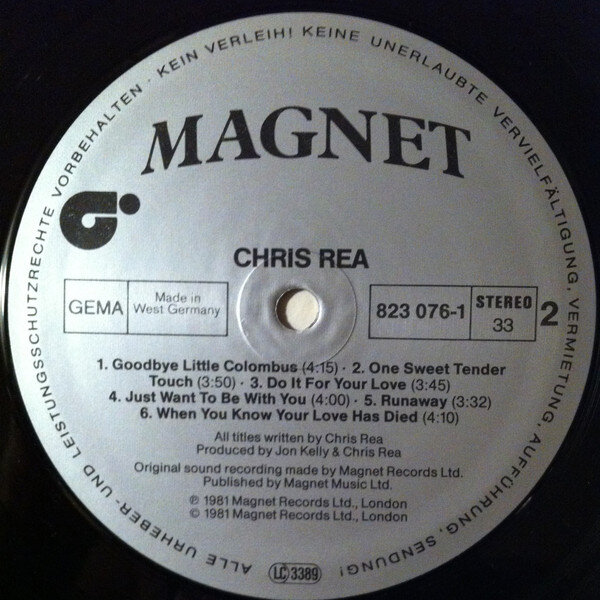 ALLE URHEBER- UND LEISTUNGSSCHUTZRECHTE VORBEHALTEN · KEIN VERLEIH! KEINE UNERLAUBTE VERVIELFÄLTIGUNG, VERMIETUNG, AUFFÜHRUNG, SENDUNG!
MAGNET
CHRIS REA
GEMA
Made in
West Germany
823 076-1
STEREO
33
2
1. Goodbye Little Colombus (4:15) · 2. One Sweet Tender
Touch (3:50) · 3. Do It For Your Love (3:45)
4. Just Want To Be With You (4:00) · 5. Runaway (3:32)
6. When You Know Your Love Has Died (4:10)
All titles written by Chris Rea
Produced by Jon Kelly & Chris Rea
Original sound recording made by Magnet Records Ltd.
Published by Magnet Music Ltd.
℗ 1981 Magnet Records Ltd., London
© 1981 Magnet Records Ltd., London
LC 3389